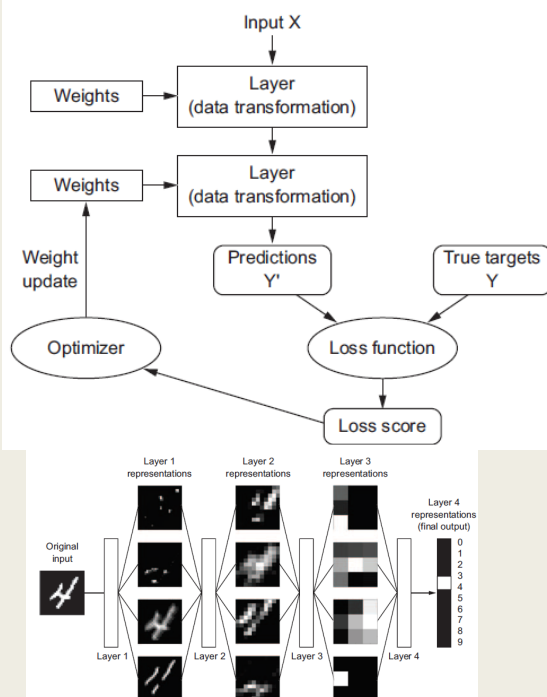 Input X
Weights
Layer
(data transformation)
Weights
Layer
(data transformation)
Weight
update
Predictions
Y'
True targets
Y
Optimizer
Loss function
Loss score
Layer 1
representations
Layer 2
representations
Layer 3
representations
Layer 4
representations
(final output)
Original
input
0
1
2
3
4
5
6
7
8
9
Layer 1
Layer 2
Layer 3
Layer 4